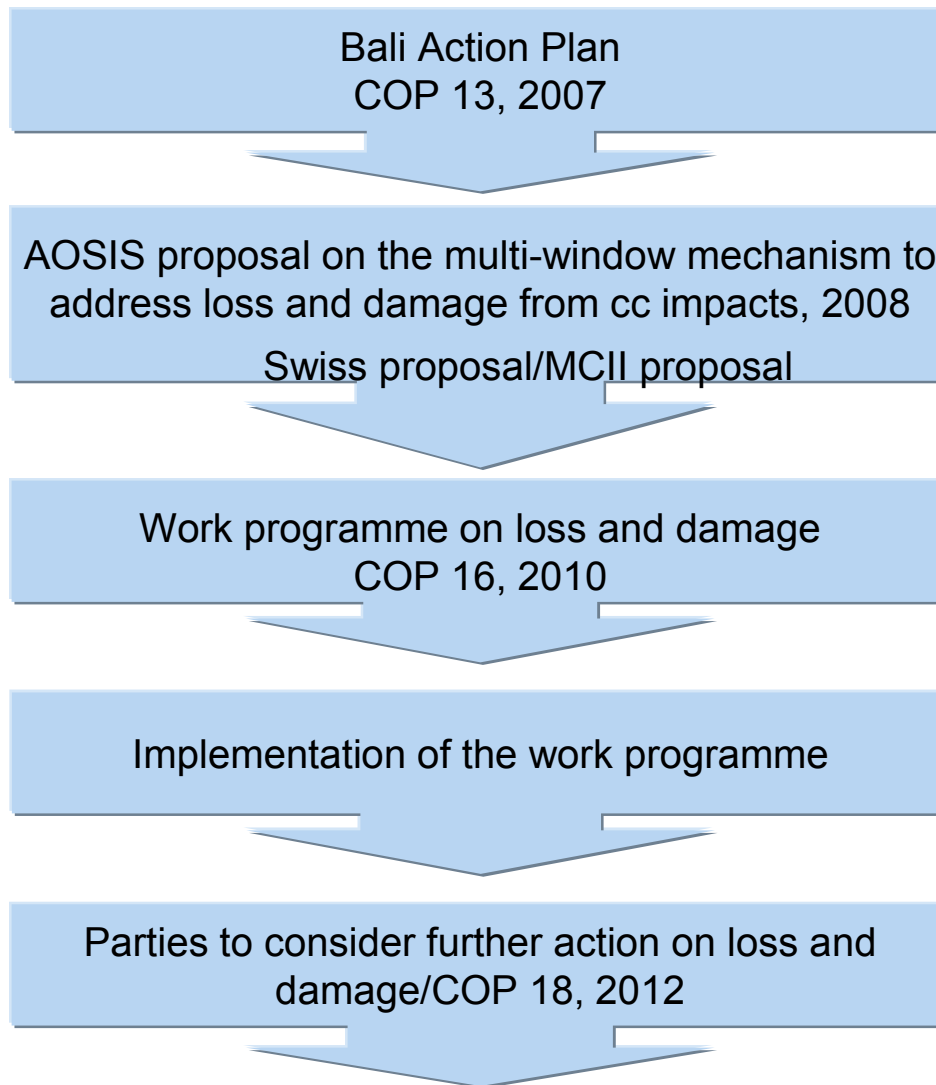 Bali Action Plan
COP 13, 2007
AOSIS proposal on the multi-window mechanism to
address loss and damage from cc impacts, 2008
Swiss proposal/MCII proposal
Work programme on loss and damage
COP 16, 2010
Implementation of the work programme
Parties to consider further action on loss and
damage/COP 18, 2012